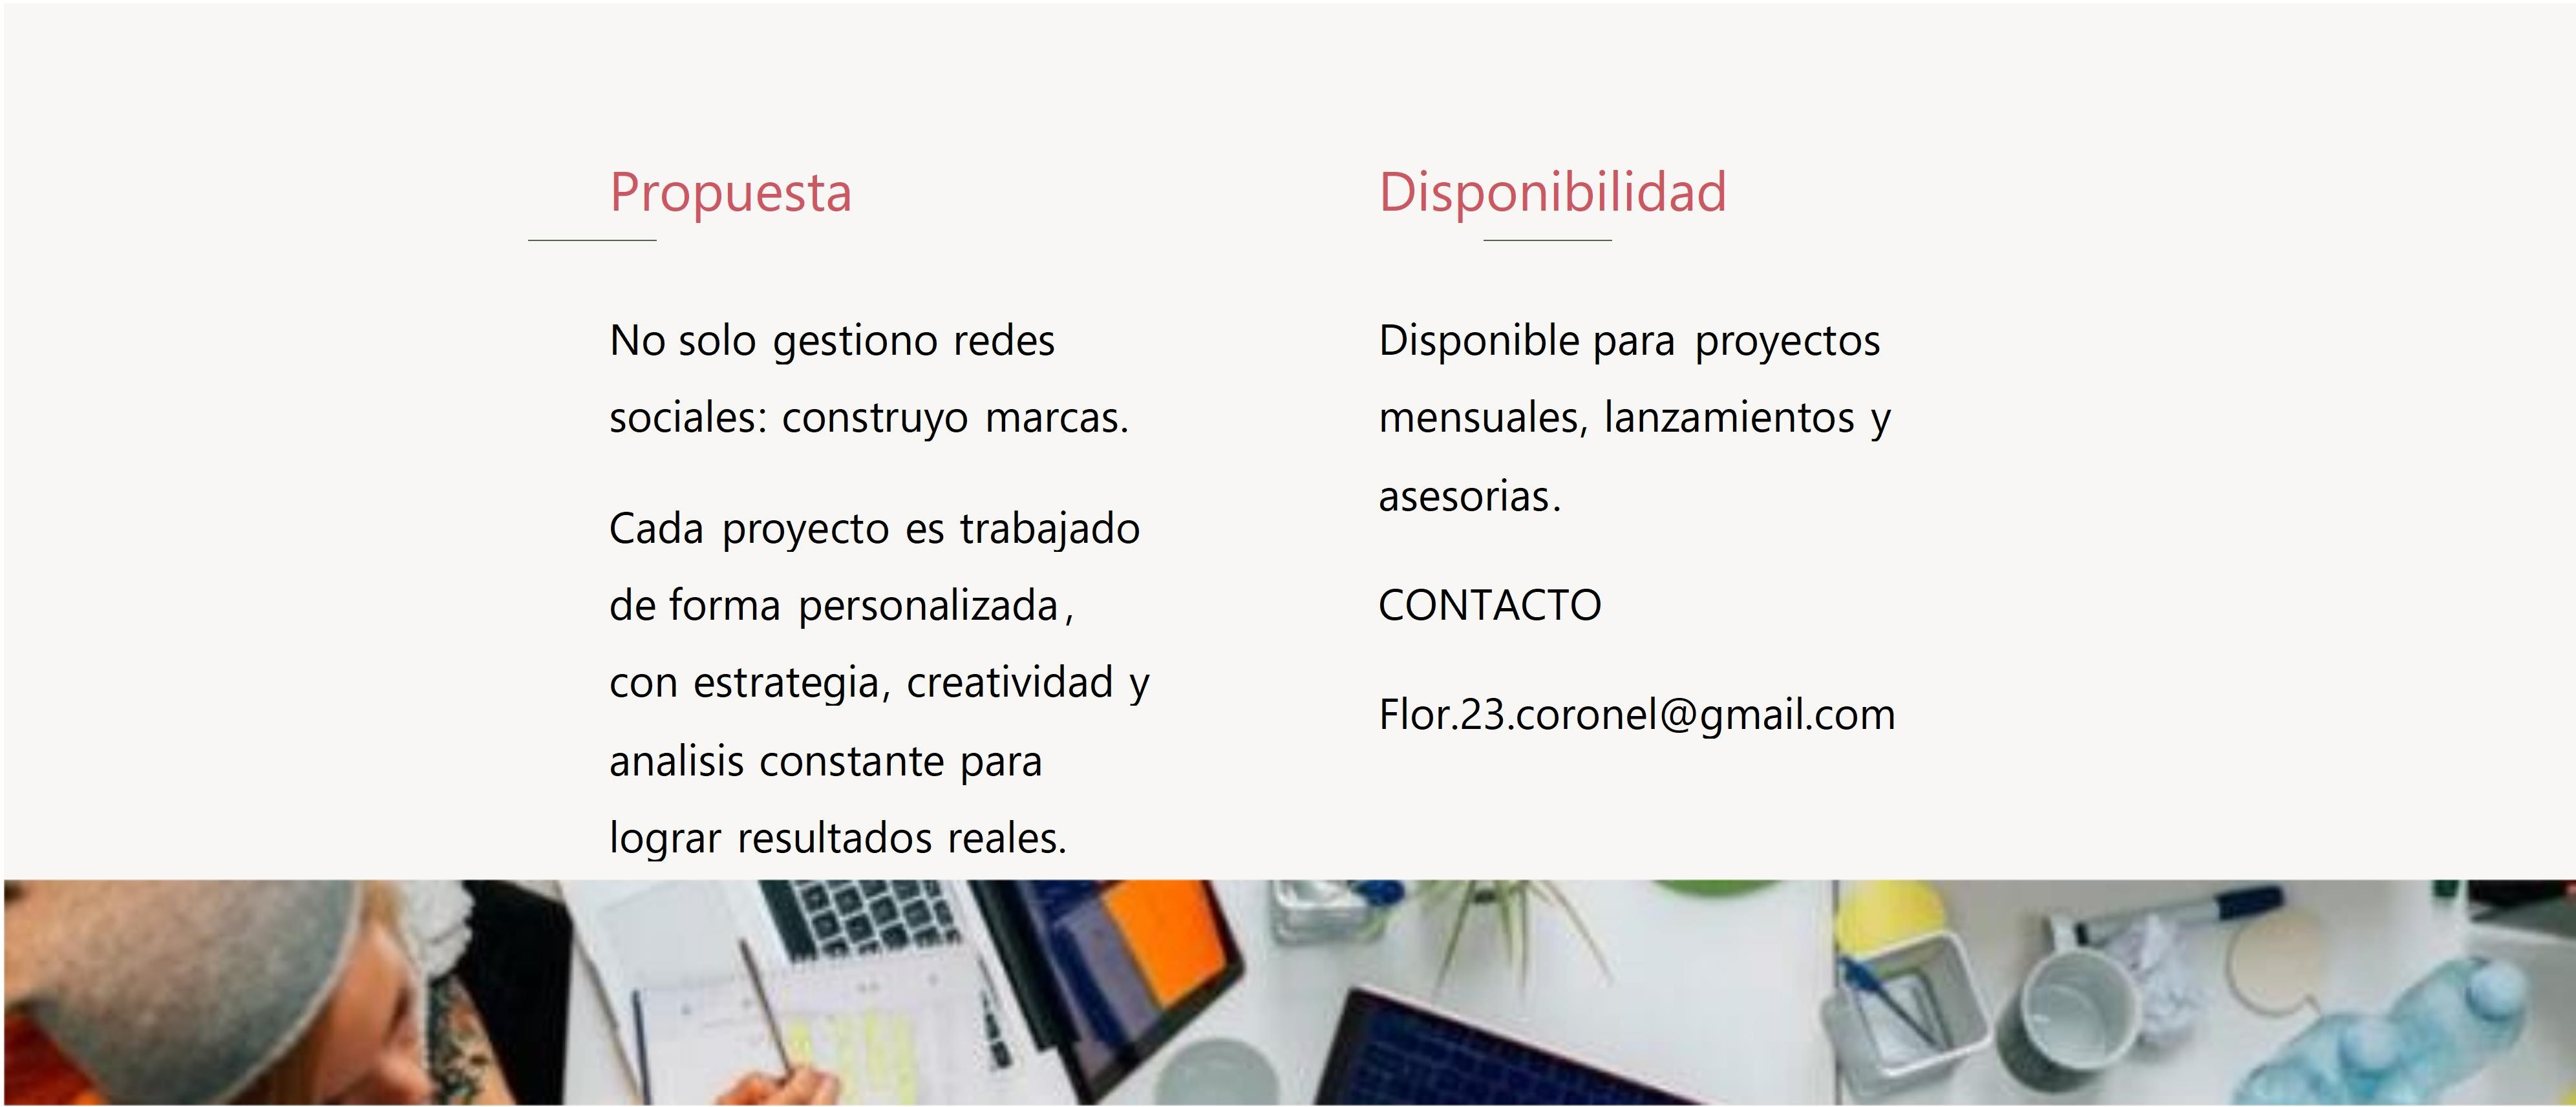 Propuesta
No solo gestiono redes
sociales: construyo marcas.
Cada proyecto es trabajado
de forma personalizada,
con estrategia, creatividad y
analisis constante para
lograr resultados reales.
Disponibilidad
Disponible para proyectos
mensuales, lanzamientos y
asesorias.
CONTACTO
Flor.23.coronel@gmail.com